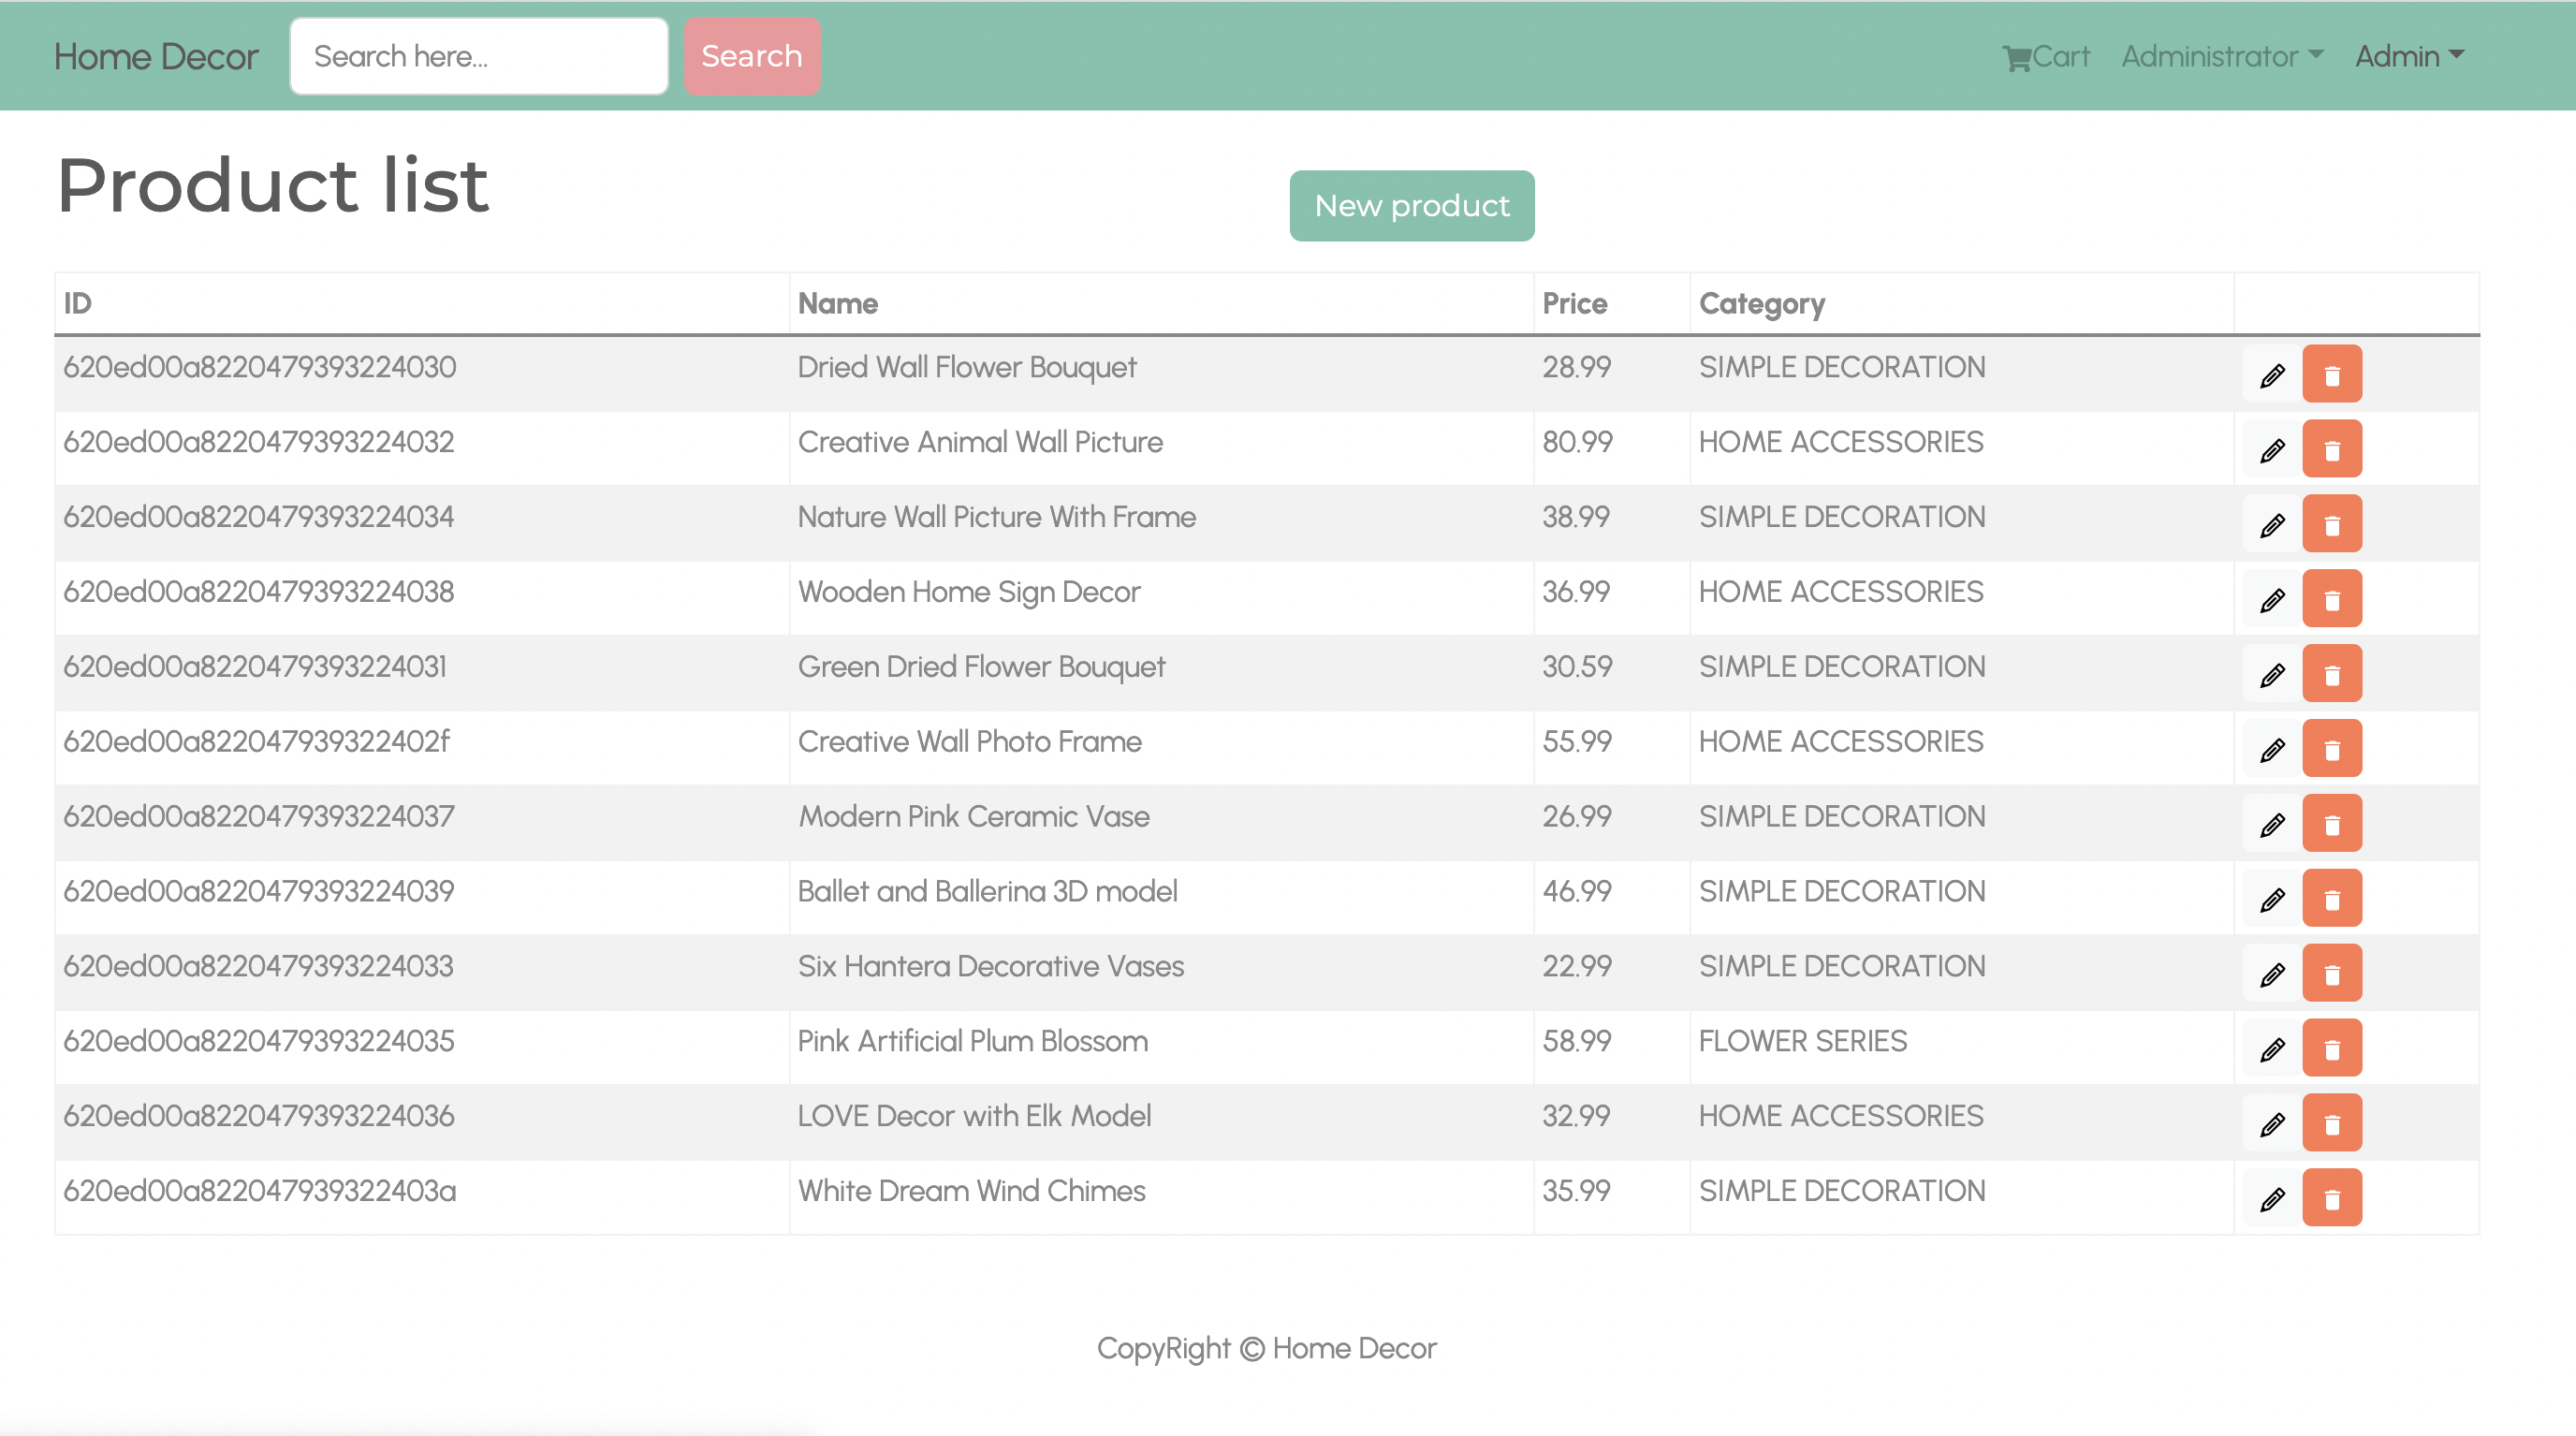 Home Decor Search here... Search Cart Administrator Admin
Product list
New product
ID Name Price Category
620ed00a8220479393224030 Dried Wall Flower Bouquet 28.99 SIMPLE DECORATION
620ed00a8220479393224032 Creative Animal Wall Picture 80.99 HOME ACCESSORIES
620ed00a8220479393224034 Nature Wall Picture With Frame 38.99 SIMPLE DECORATION
620ed00a8220479393224038 Wooden Home Sign Decor 36.99 HOME ACCESSORIES
620ed00a8220479393224031 Green Dried Flower Bouquet 30.59 SIMPLE DECORATION
620ed00a822047939322402f Creative Wall Photo Frame 55.99 HOME ACCESSORIES
620ed00a8220479393224037 Modern Pink Ceramic Vase 26.99 SIMPLE DECORATION
620ed00a8220479393224039 Ballet and Ballerina 3D model 46.99 SIMPLE DECORATION
620ed00a8220479393224033 Six Hantera Decorative Vases 22.99 SIMPLE DECORATION
620ed00a8220479393224035 Pink Artificial Plum Blossom 58.99 FLOWER SERIES
620ed00a8220479393224036 LOVE Decor with Elk Model 32.99 HOME ACCESSORIES
620ed00a822047939322403a White Dream Wind Chimes 35.99 SIMPLE DECORATION
CopyRight © Home Decor